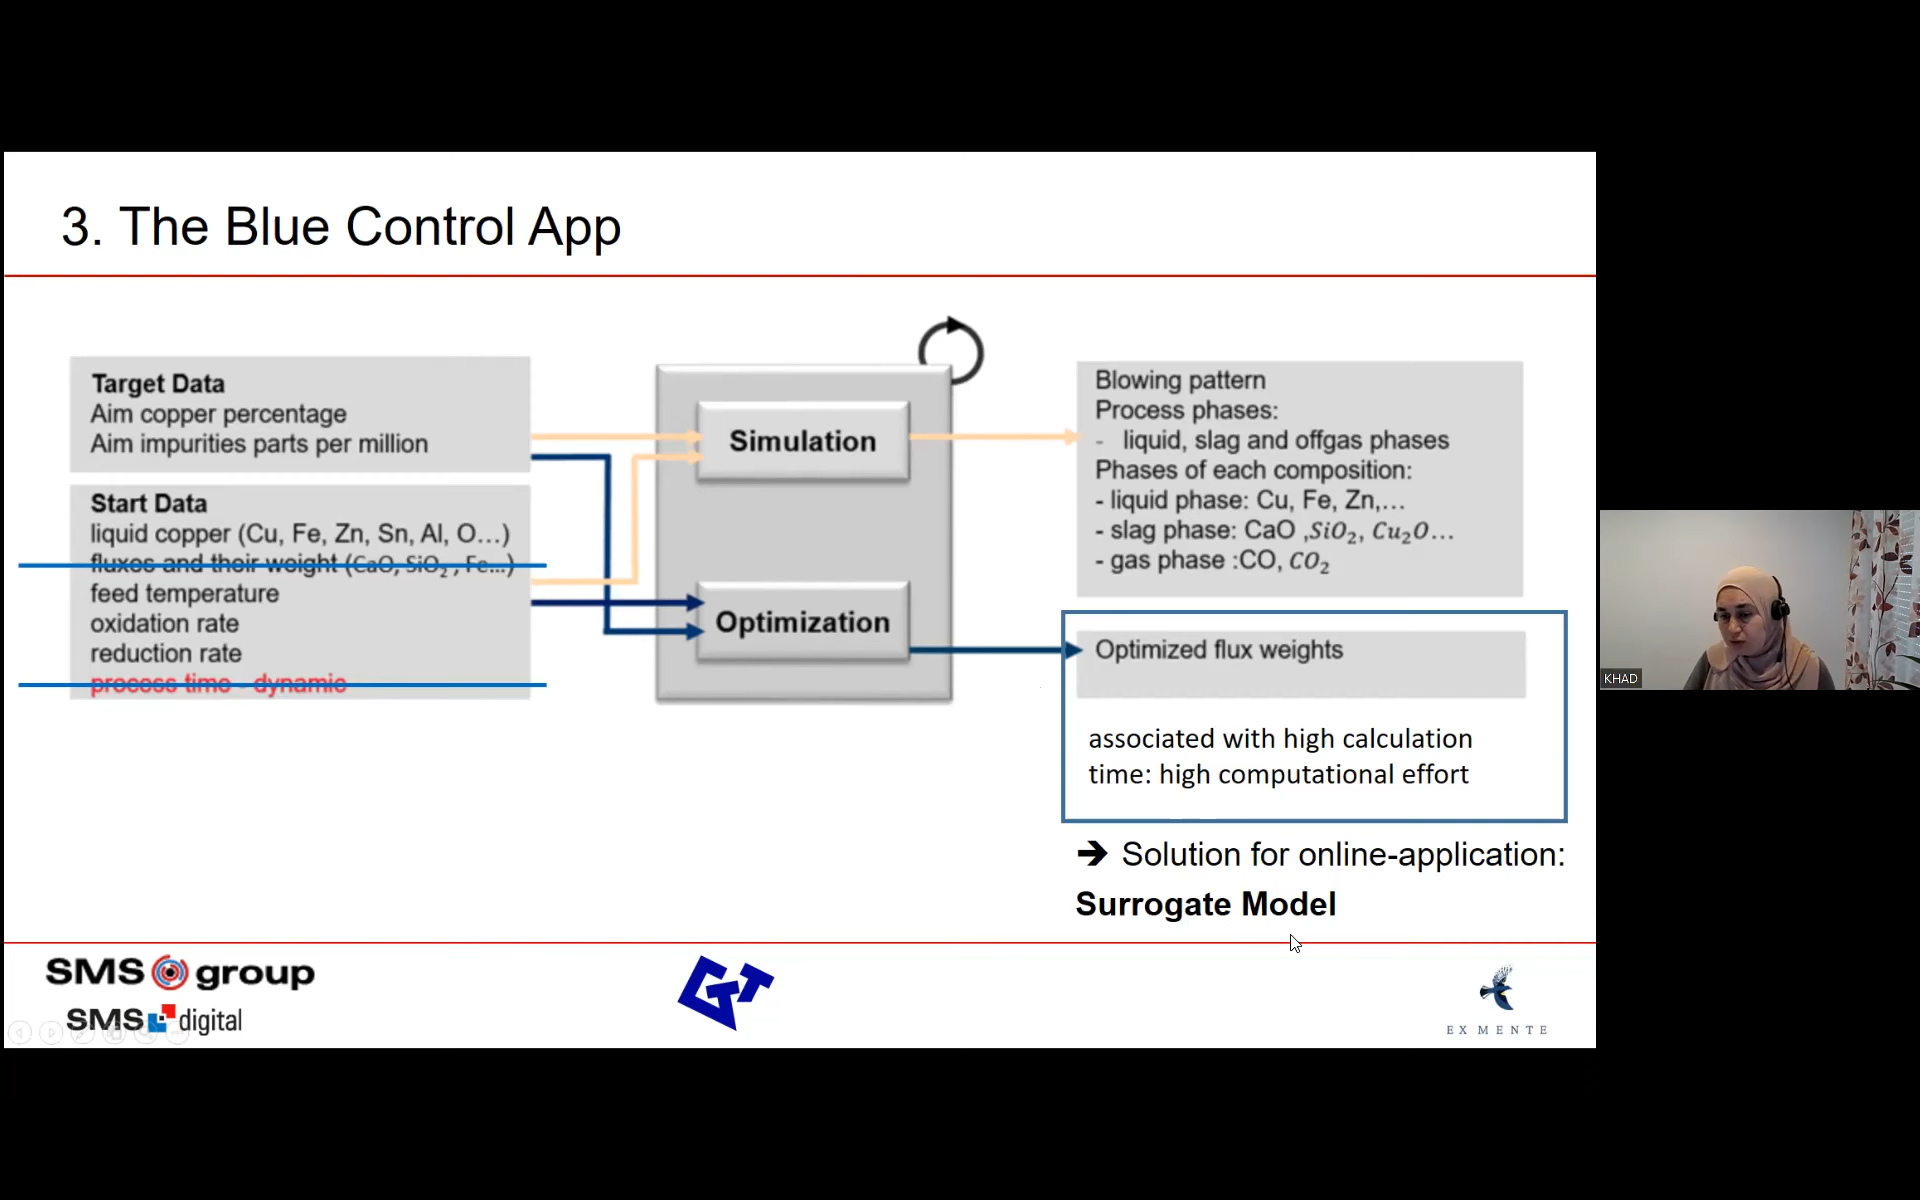 3. The Blue Control App
Target Data
Aim copper percentage
Aim impurities parts per million
Start Data
liquid copper (Cu, Fe, Zn, Sn, Al, O...)
fluxes and their weight (CaO, SiO₂ , Fe...)
feed temperature
oxidation rate
reduction rate
process time - dynamic
Simulation
Optimization
Blowing pattern
Process phases:
- liquid, slag and offgas phases
Phases of each composition:
- liquid phase: Cu, Fe, Zn,...
- slag phase: CaO ,SiO₂, Cu₂O...
- gas phase :CO, CO₂
Optimized flux weights
associated with high calculation
time: high computational effort
➔ Solution for online-application:
Surrogate Model
SMS group
SMS digital
GTT
EX MENTE
KHAD